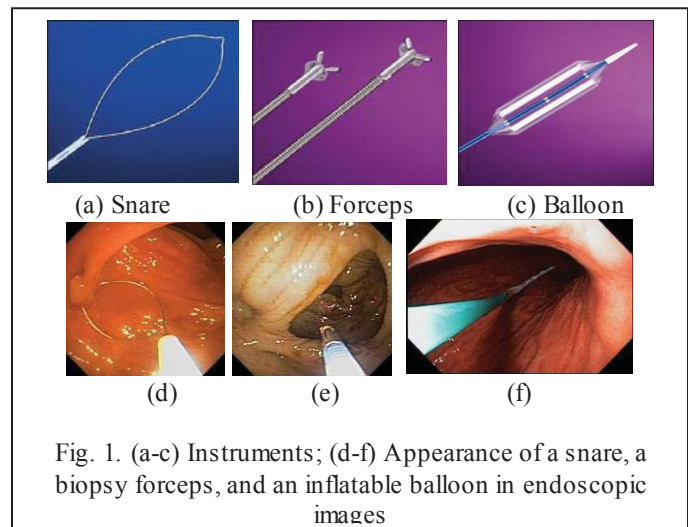 (a) Snare (b) Forceps (c) Balloon
(d) (e) (f)
Fig. 1. (a-c) Instruments; (d-f) Appearance of a snare, a
biopsy forceps, and an inflatable balloon in endoscopic
images